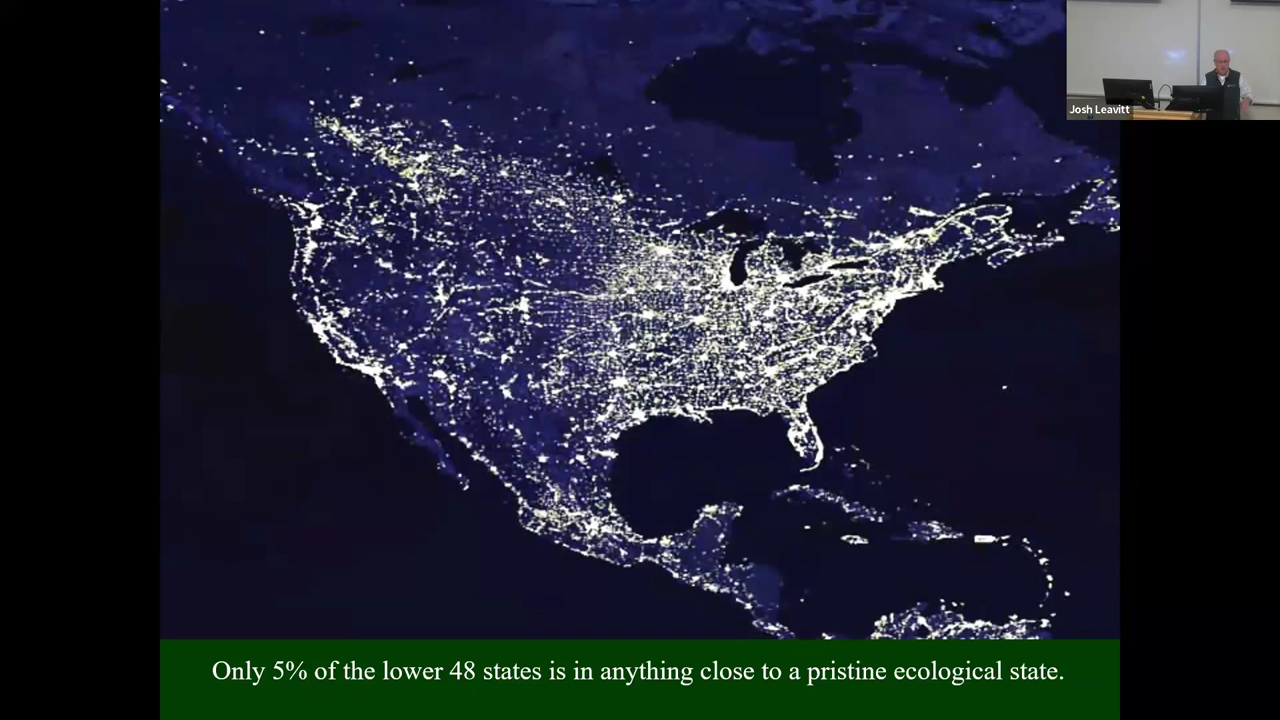 Josh Leavitt
Only 5% of the lower 48 states is in anything close to a pristine ecological state.